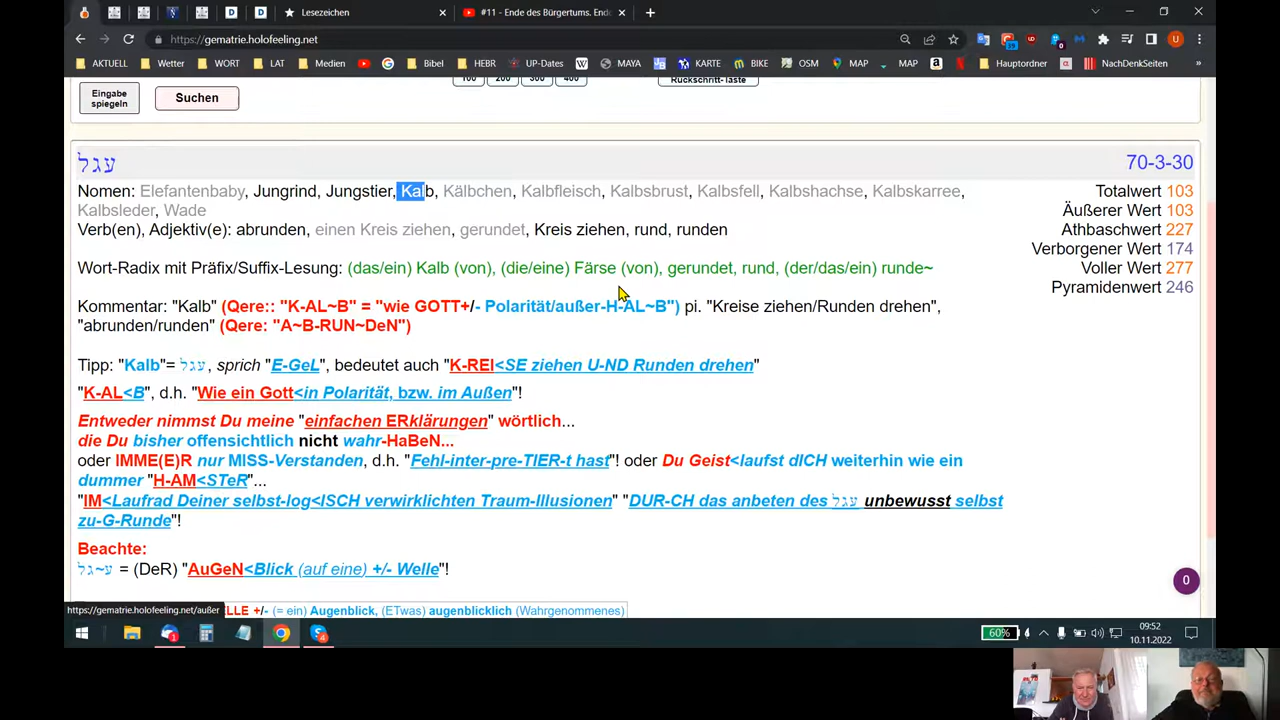 Lesezeichen
#11 - Ende des Bürgertums. Ende
https://gematrie.holofeeling.net
AKTUELL Wetter WORT LAT Medien Bibel HEBR UP-Dates MAYA KARTE BIKE OSM MAP MAP Hauptordner NachDenkSeiten
100 200 300 400 Rückschritt-Taste
Eingabe
spiegeln
Suchen
עגל 70-3-30
Nomen: Elefantenbaby, Jungrind, Jungstier, Kalb, Kälbchen, Kalbfleisch, Kalbsbrust, Kalbsfell, Kalbshachse, Kalbskarree,
Kalbsleder, Wade
Verb(en), Adjektiv(e): abrunden, einen Kreis ziehen, gerundet, Kreis ziehen, rund, runden
Totalwert 103
Äußerer Wert 103
Athbaschwert 227
Verborgener Wert 174
Voller Wert 277
Pyramidenwert 246
Wort-Radix mit Präfix/Suffix-Lesung: (das/ein) Kalb (von), (die/eine) Färse (von), gerundet, rund, (der/das/ein) runde~
Kommentar: "Kalb" (Qere:: "K-AL~B" = "wie GOTT+/- Polarität/außer-H-AL~B") pi. "Kreise ziehen/Runden drehen",
"abrunden/runden" (Qere: "A~B-RUN~DeN")
Tipp: "Kalb"= עגל, sprich "E-GeL", bedeutet auch "K-REI<SE ziehen U-ND Runden drehen"
"K-AL<B", d.h. "Wie ein Gott<in Polarität, bzw. im Außen"!
Entweder nimmst Du meine "einfachen ERklärungen" wörtlich...
die Du bisher offensichtlich nicht wahr-HaBeN...
oder IMME(E)R nur MISS-Verstanden, d.h. "Fehl-inter-pre-TIER-t hast"! oder Du Geist<laufst dICH weiterhin wie ein
dummer "H-AM<STeR"...
"IM<Laufrad Deiner selbst-log<ISCH verwirklichten Traum-Illusionen" "DUR-CH das anbeten des עגל unbewusst selbst
zu-G-Runde"!
Beachte:
ע~גל = (DeR) "AuGeN<Blick (auf eine) +/- Welle"!
0
https://gematrie.holofeeling.net/außer
ELLE +/- (= ein) Augenblick, (ETwas) augenblicklich (Wahrgenommenes)
60%
09:52
10.11.2022